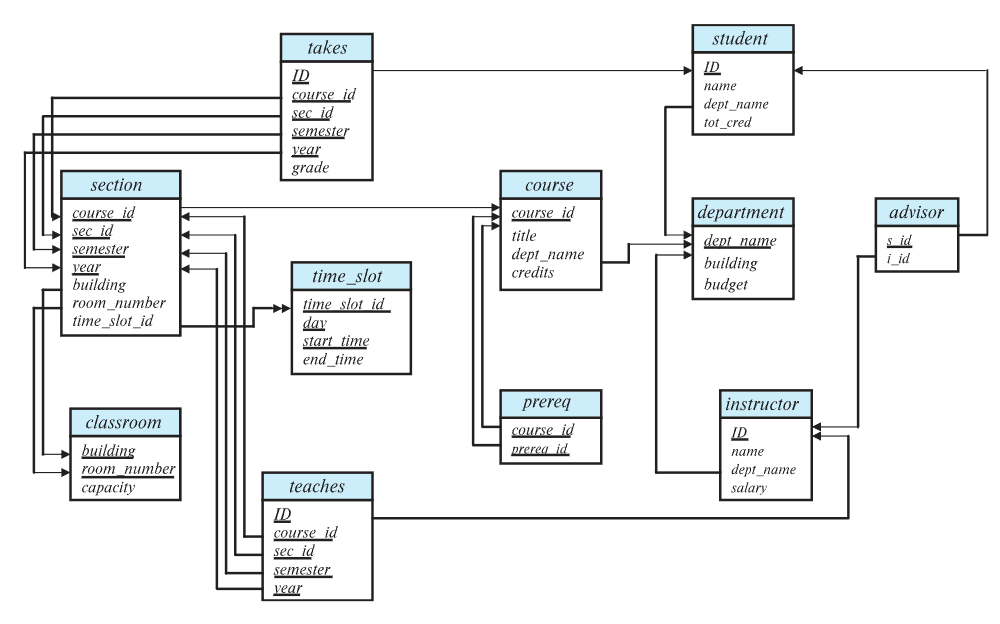 takes
ID
course_id
sec_id
semester
year
grade
student
ID
name
dept_name
tot_cred
section
course_id
sec_id
semester
year
building
room_number
time_slot_id
course
course_id
title
dept_name
credits
department
dept_name
building
budget
advisor
s_id
i_id
time_slot
time_slot_id
day
start_time
end_time
prereq
course_id
prereq_id
instructor
ID
name
dept_name
salary
classroom
building
room_number
capacity
teaches
ID
course_id
sec_id
semester
year